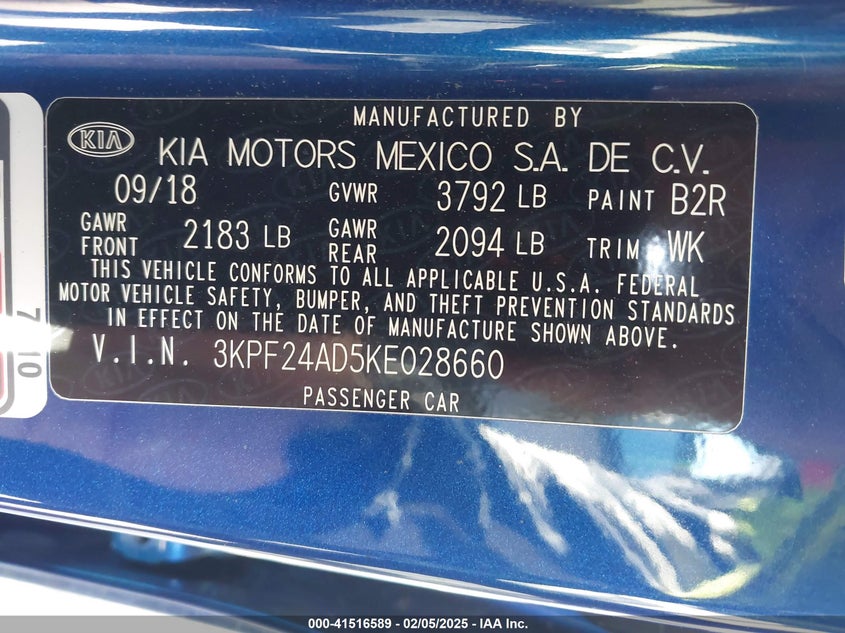 MANUFACTURED BY
KIA KIA MOTORS MEXICO S.A. DE C.V.
09/18 GVWR 3792 LB PAINT B2R
GAWR FRONT 2183 LB GAWR REAR 2094 LB TRIM WK
THIS VEHICLE CONFORMS TO ALL APPLICABLE U.S.A. FEDERAL
MOTOR VEHICLE SAFETY, BUMPER, AND THEFT PREVENTION STANDARDS
IN EFFECT ON THE DATE OF MANUFACTURE SHOWN ABOVE.
V.I.N. 3KPF24AD5KE028660
PASSENGER CAR
000-41516589 - 02/05/2025 - IAA Inc.